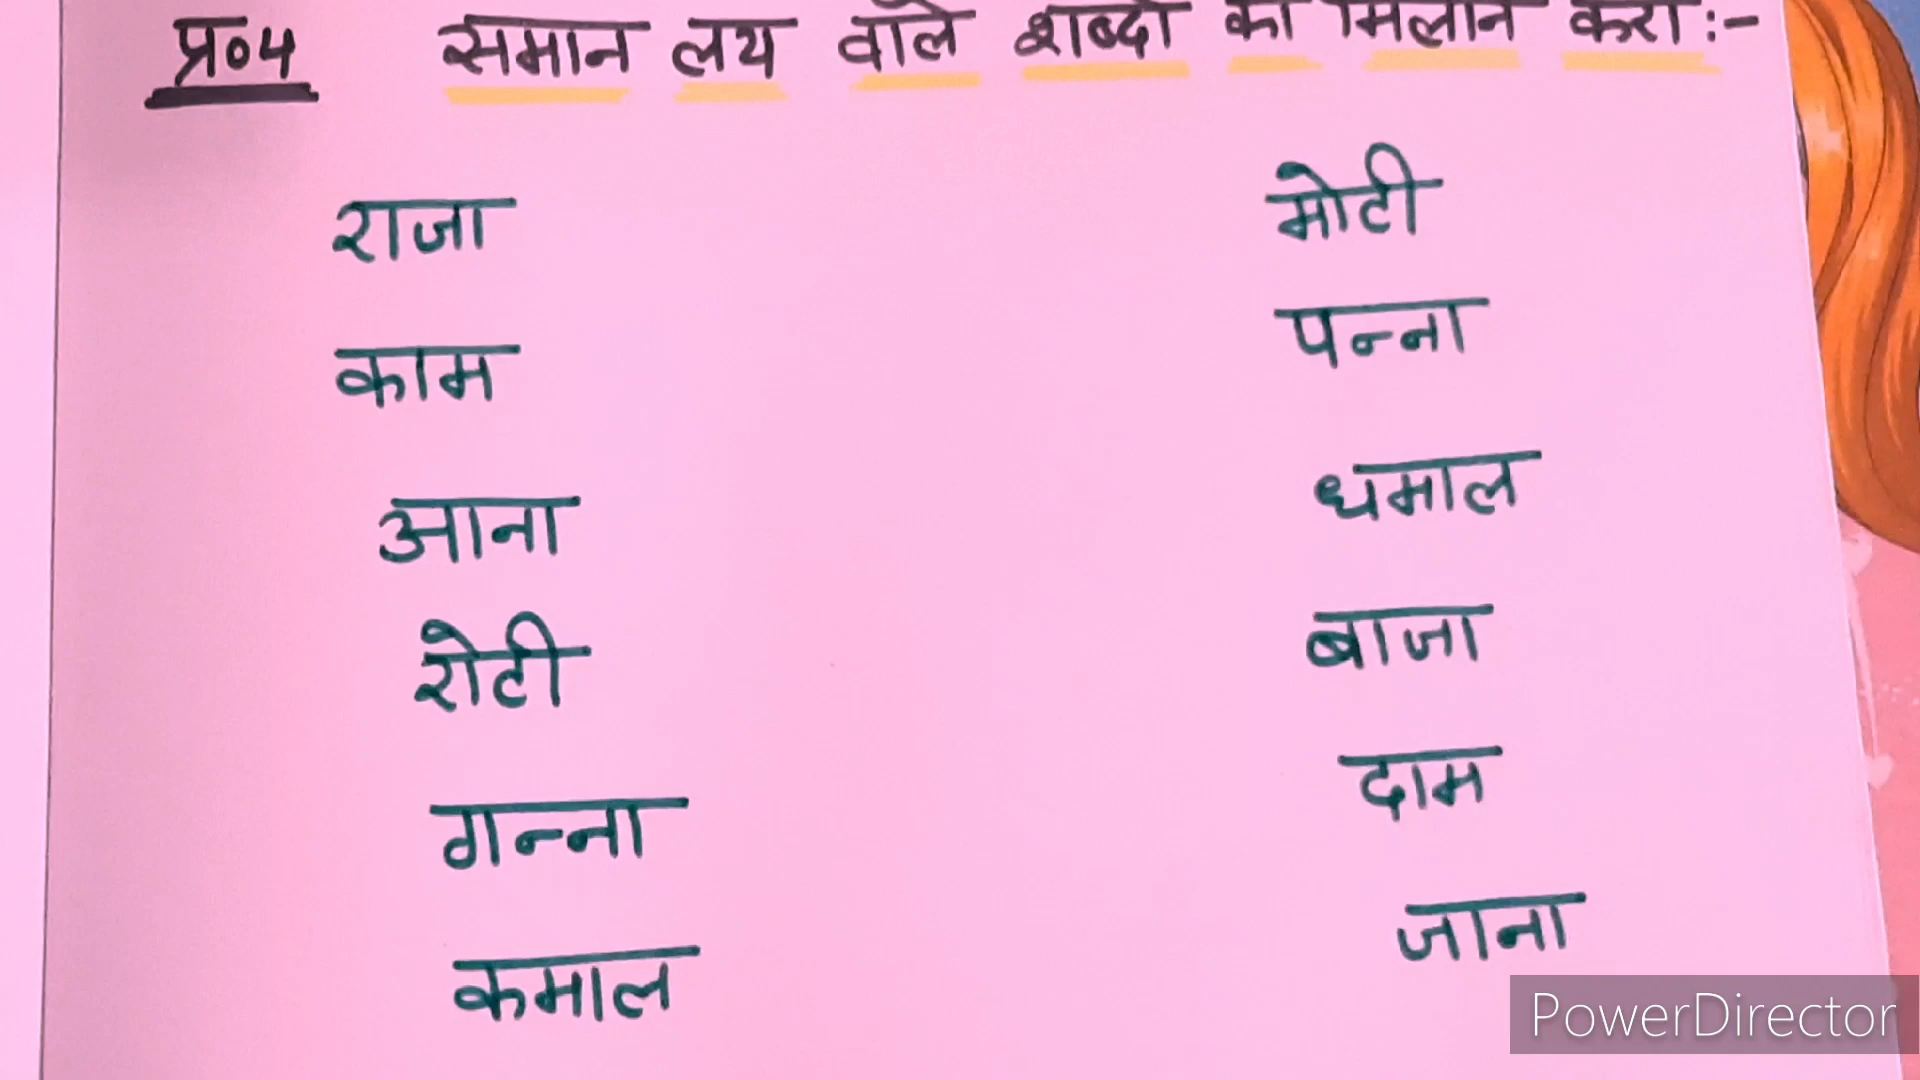 प्र०4 समान लय वाले शब्दों का मिलान करो:-
राजा मोटी
काम पन्ना
आना धमाल
रोटी बाजा
गन्ना दाम
कमाल जाना
PowerDirector